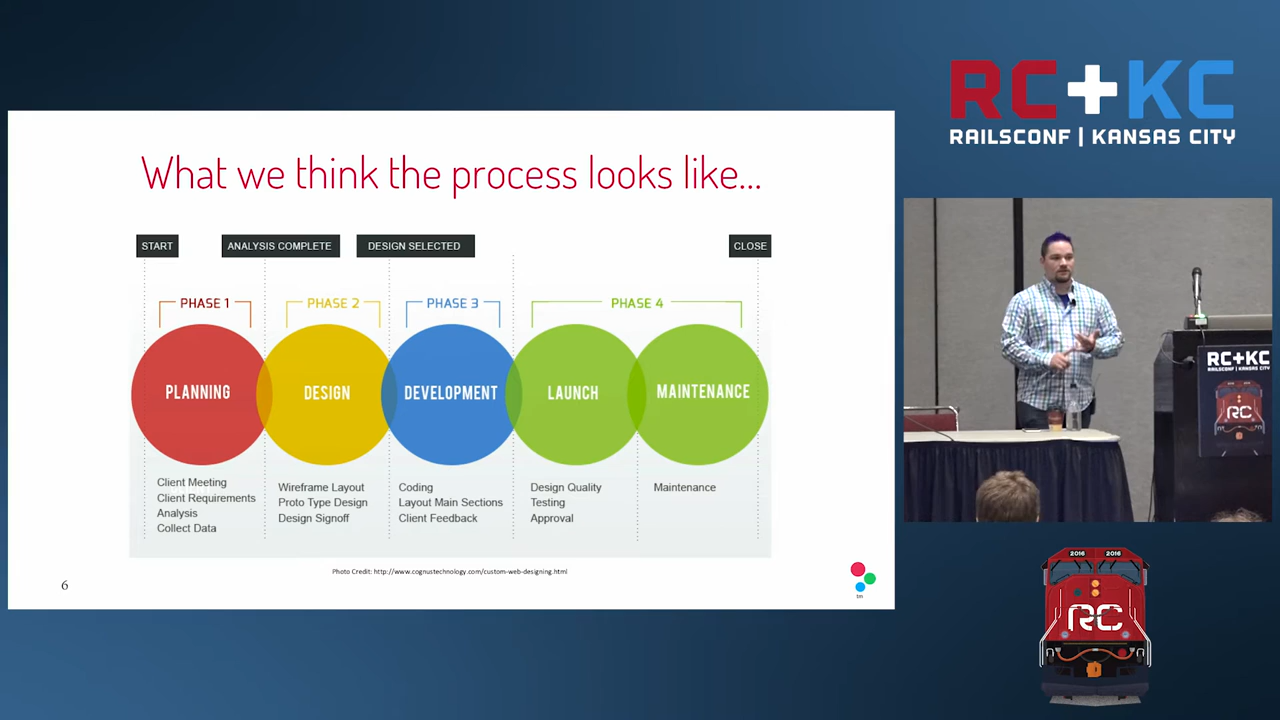 What we think the process looks like...
START
ANALYSIS COMPLETE
DESIGN SELECTED
CLOSE
PHASE 1
PHASE 2
PHASE 3
PHASE 4
PLANNING
DESIGN
DEVELOPMENT
LAUNCH
MAINTENANCE
Client Meeting
Client Requirements
Analysis
Collect Data
Wireframe Layout
Proto Type Design
Design Signoff
Coding
Layout Main Sections
Client Feedback
Design Quality
Testing
Approval
Maintenance
Photo Credit: http://www.cognustechnology.com/custom-web-designing.html
6
tm
RC+KC
RAILSCONF | KANSAS CITY
RC+KC
RAILSCONF | KANSAS CITY
RC
2016 2016
RC